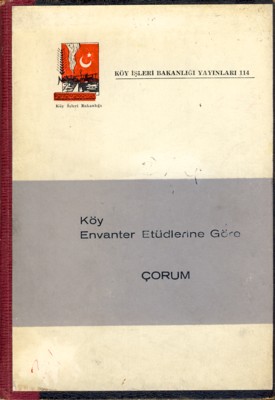 KÖY İŞLERİ BAKANLIĞI YAYINLARI 114
Köy İşleri Bakanlığı
Köy
Envanter Etüdlerine Göre
ÇORUM